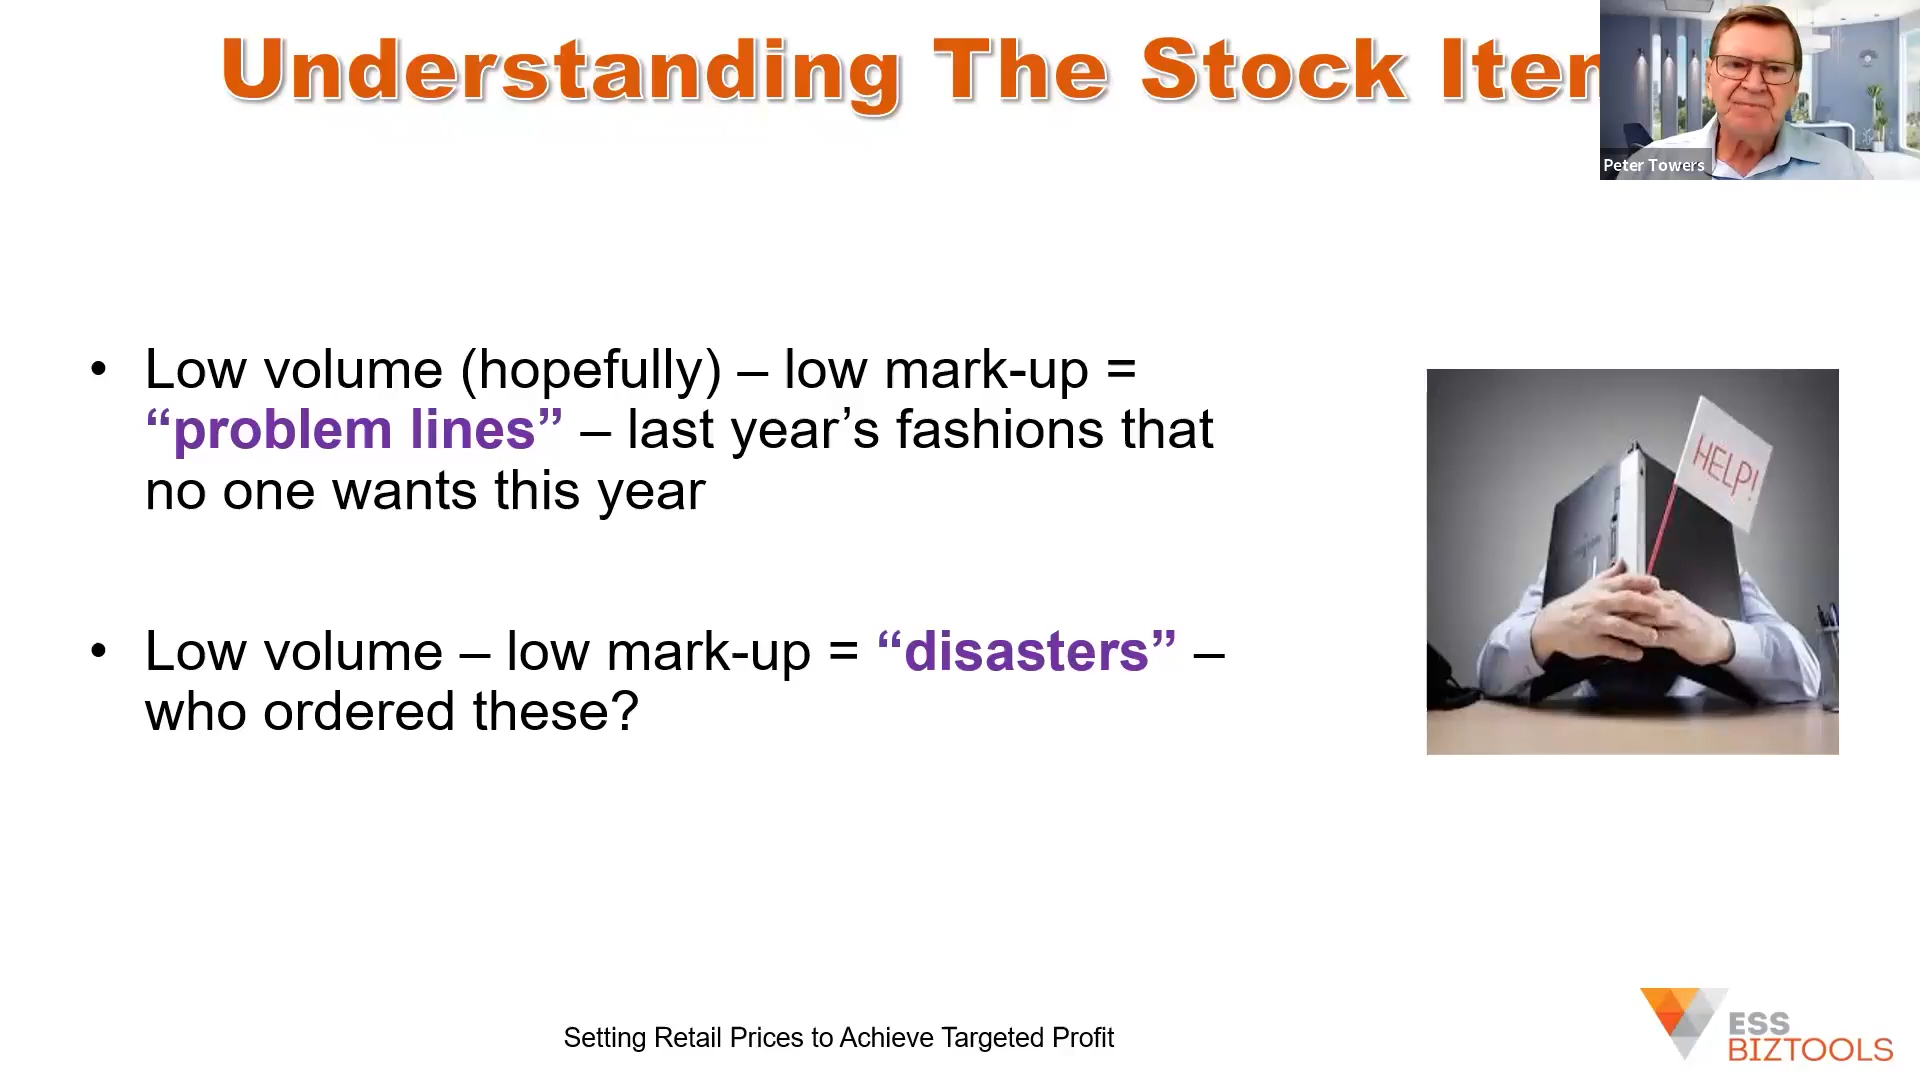 Understanding The Stock Item
Peter Towers
• Low volume (hopefully) – low mark-up =
“problem lines” – last year’s fashions that
no one wants this year
HELP!
• Low volume – low mark-up = “disasters” –
who ordered these?
Setting Retail Prices to Achieve Targeted Profit
ESS
BIZTOOLS